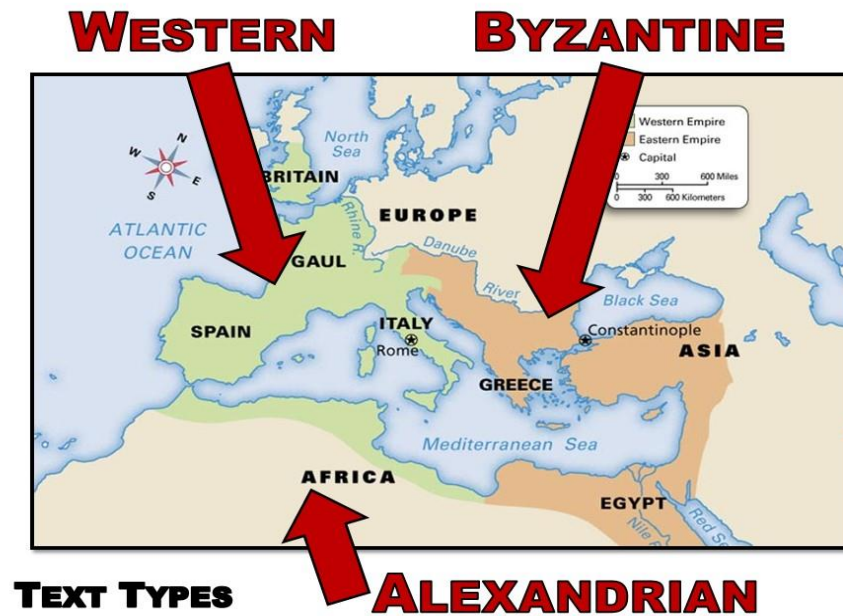 WESTERN
BYZANTINE
Western Empire
Eastern Empire
Capital
0 300 600 Miles
0 300 600 Kilometers
N
W
E
S
North
Sea
BRITAIN
ATLANTIC
OCEAN
EUROPE
Rhine R.
Danube
River
GAUL
Black Sea
SPAIN
ITALY
Rome
Constantinople
ASIA
GREECE
Mediterranean Sea
AFRICA
EGYPT
Nile
Red
TEXT TYPES
ALEXANDRIAN